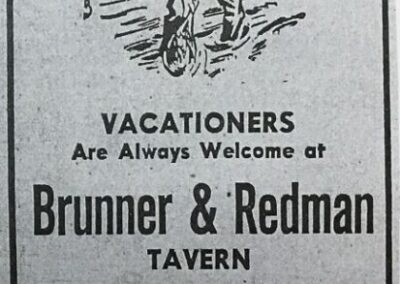 VACATIONERS
Are Always Welcome at
Brunner & Redman
TAVERN